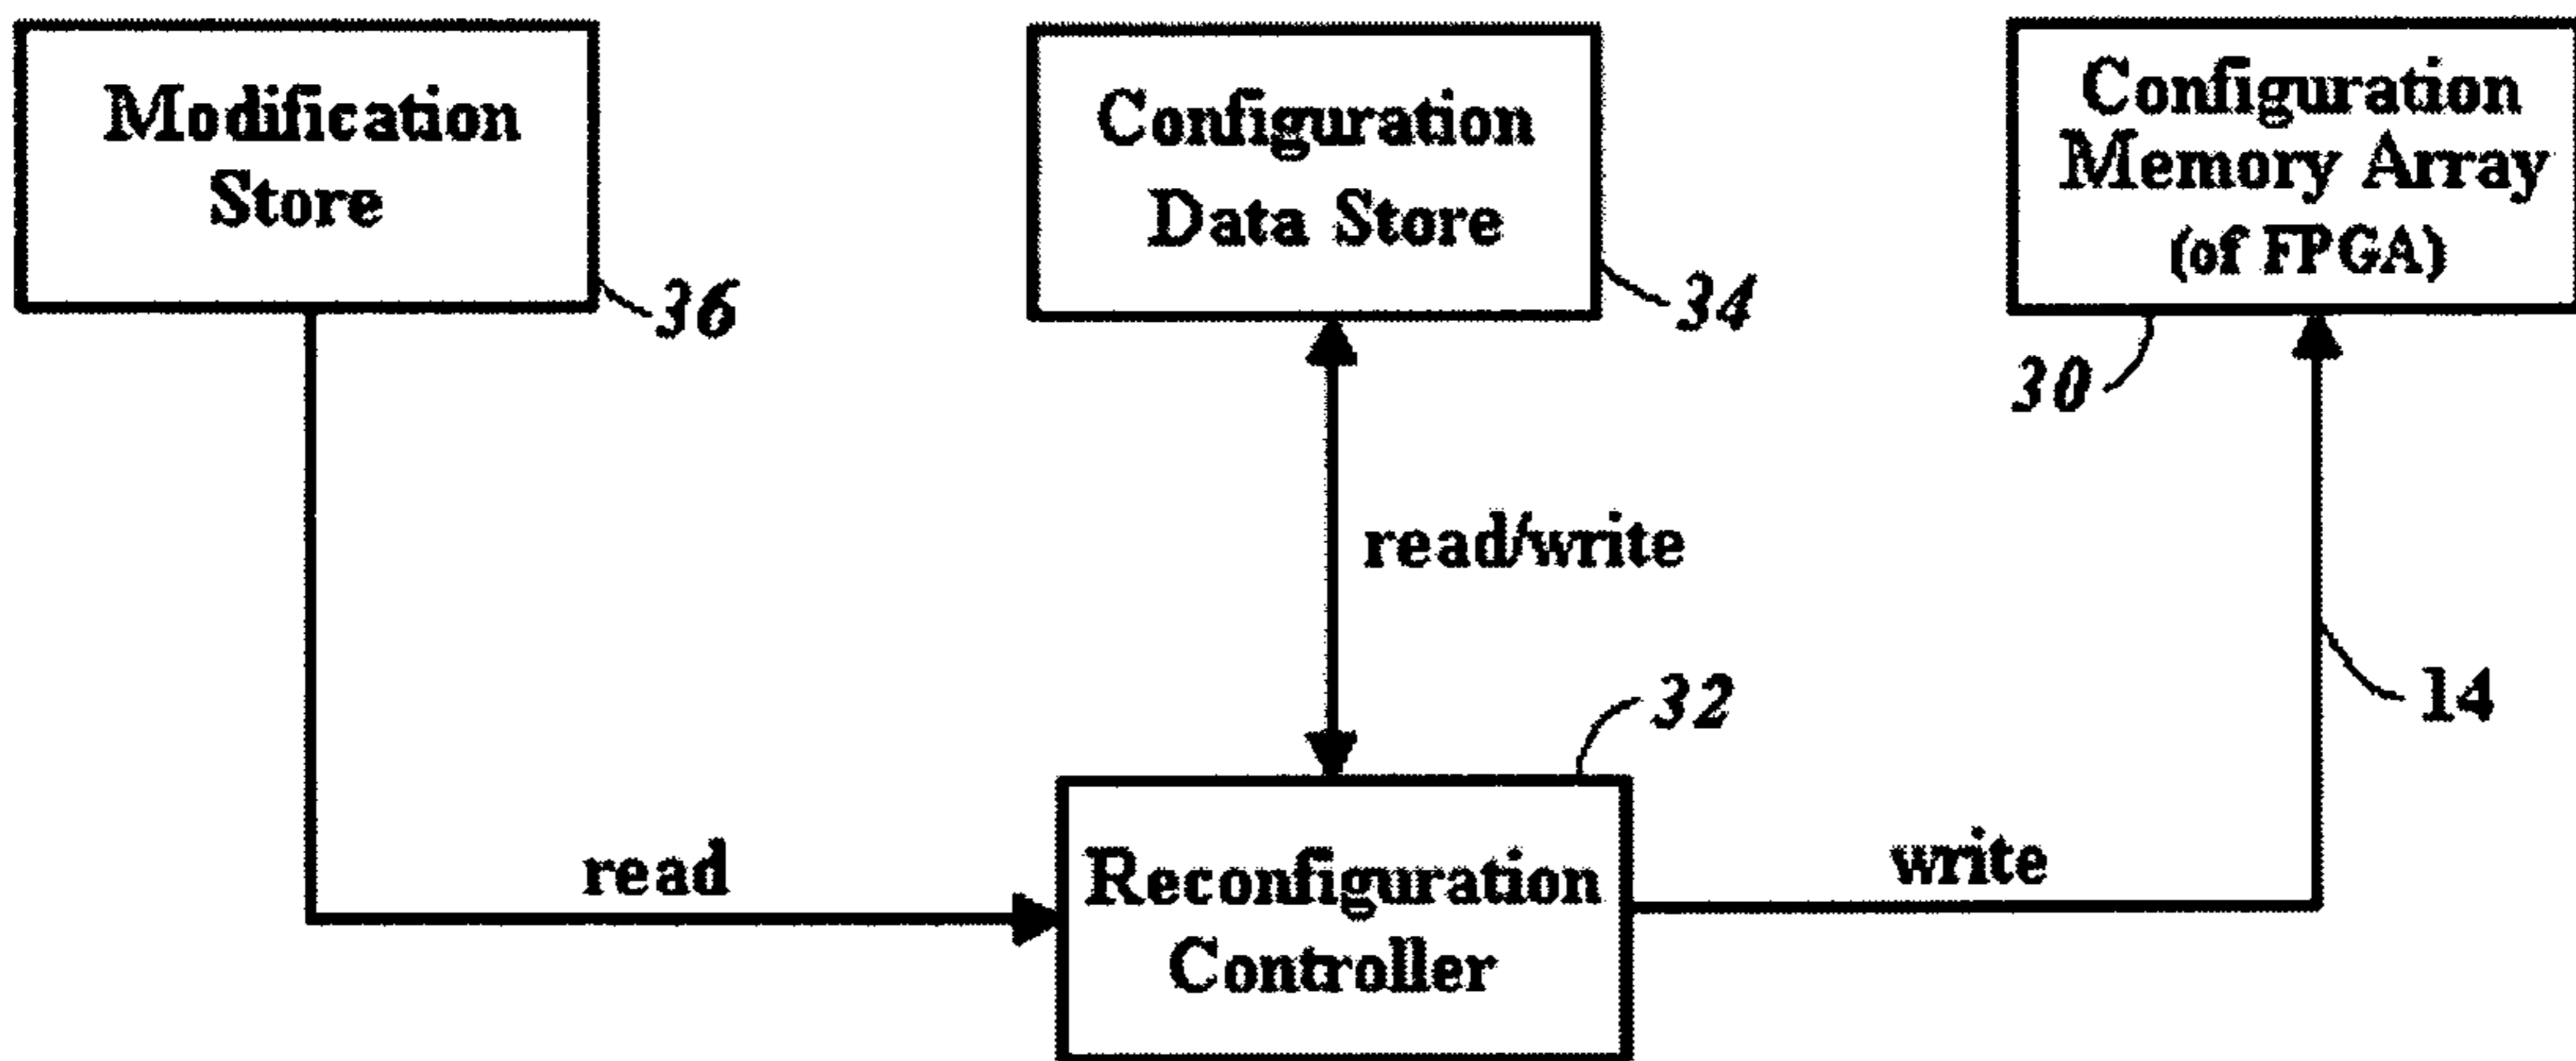 Modification
Store
36
Configuration
Data Store
34
Configuration
Memory Array
(of FPGA)
30
read/write
14
32
read
Reconfiguration
Controller
write